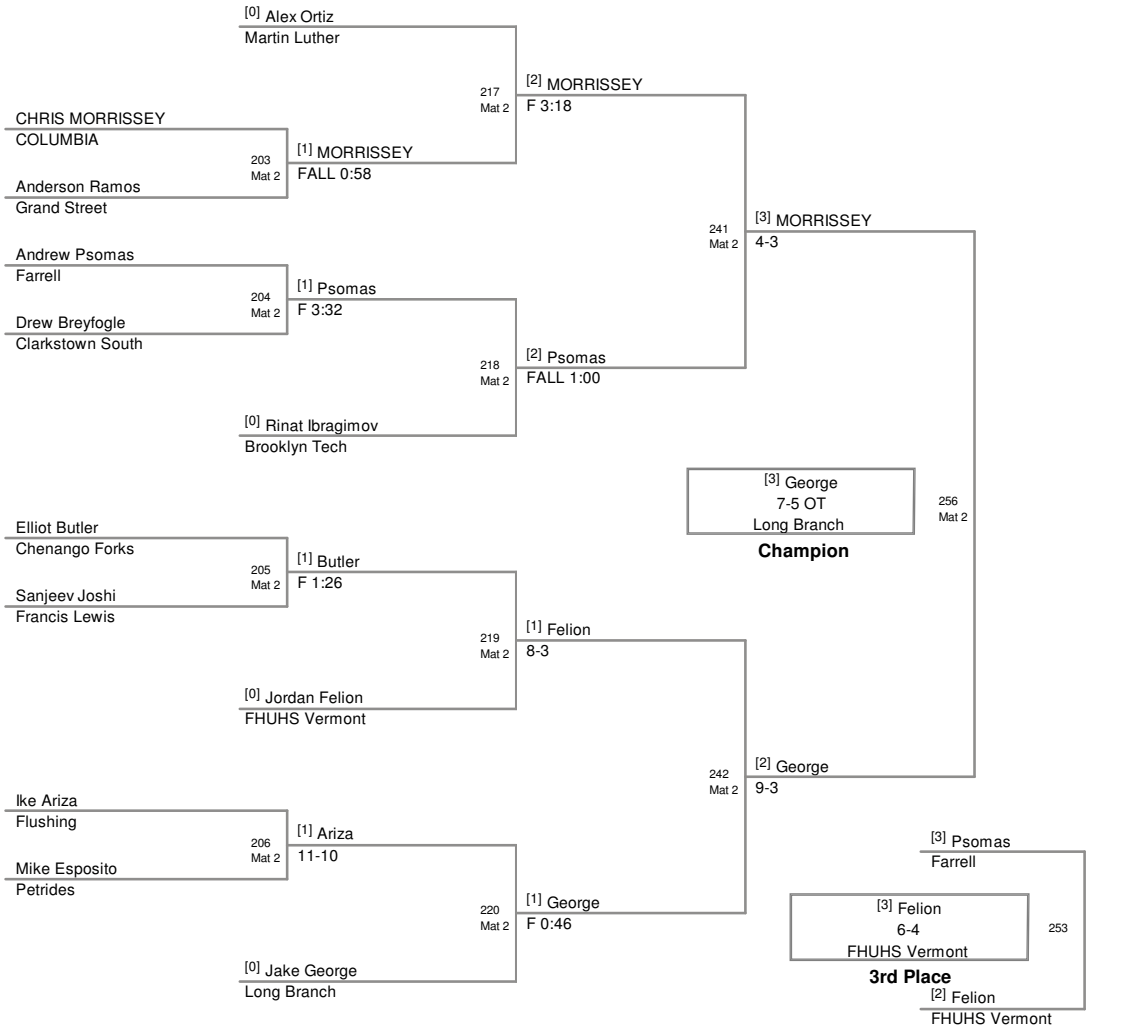 [0] Alex Ortiz
Martin Luther
217
Mat 2
[2] MORRISSEY
F 3:18
CHRIS MORRISSEY
COLUMBIA
203
Mat 2
[1] MORRISSEY
FALL 0:58
Anderson Ramos
Grand Street
241
Mat 2
[3] MORRISSEY
4-3
Andrew Psomas
Farrell
204
Mat 2
[1] Psomas
F 3:32
Drew Breyfogle
Clarkstown South
218
Mat 2
[2] Psomas
FALL 1:00
[0] Rinat Ibragimov
Brooklyn Tech
[3] George
7-5 OT
Long Branch
Champion
256
Mat 2
Elliot Butler
Chenango Forks
205
Mat 2
[1] Butler
F 1:26
Sanjeev Joshi
Francis Lewis
219
Mat 2
[1] Felion
8-3
[0] Jordan Felion
FHUHS Vermont
242
Mat 2
[2] George
9-3
Ike Ariza
Flushing
206
Mat 2
[1] Ariza
11-10
Mike Esposito
Petrides
220
Mat 2
[1] George
F 0:46
[0] Jake George
Long Branch
[3] Psomas
Farrell
[3] Felion
6-4
FHUHS Vermont
3rd Place
253
[2] Felion
FHUHS Vermont